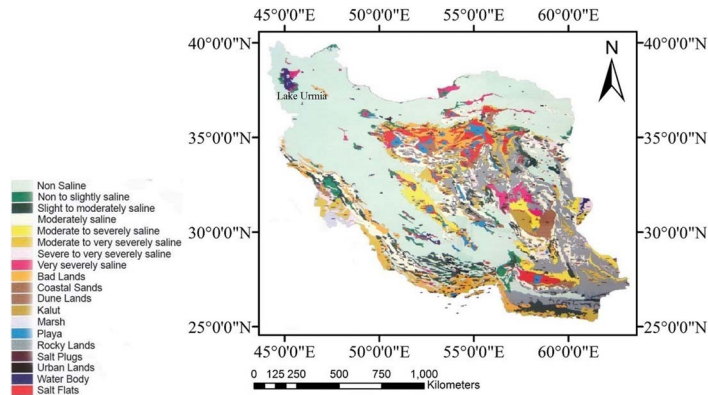 45°0'0"E 50°0'0"E 55°0'0"E 60°0'0"E
40°0'0"N
40°0'0"N
N
Lake Urmia
35°0'0"N
35°0'0"N
30°0'0"N
30°0'0"N
25°0'0"N
25°0'0"N
Non Saline
Non to slightly saline
Slight to moderately saline
Moderately saline
Moderate to severely saline
Moderate to very severely saline
Severe to very severely saline
Very severely saline
Bad Lands
Coastal Sands
Dune Lands
Kalut
Marsh
Playa
Rocky Lands
Salt Plugs
Urban Lands
Water Body
Salt Flats
45°0'0"E 50°0'0"E 55°0'0"E 60°0'0"E
0 125 250 500 750 1,000
Kilometers